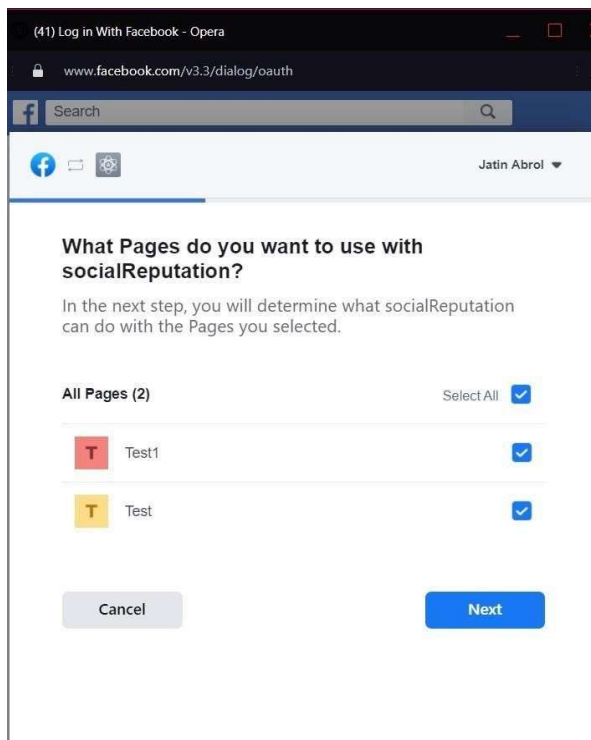 (41) Log in With Facebook - Opera
www.facebook.com/v3.3/dialog/oauth
Search
Jatin Abrol
What Pages do you want to use with
socialReputation?
In the next step, you will determine what socialReputation
can do with the Pages you selected.
All Pages (2)
Select All
T Test1
T Test
Cancel
Next